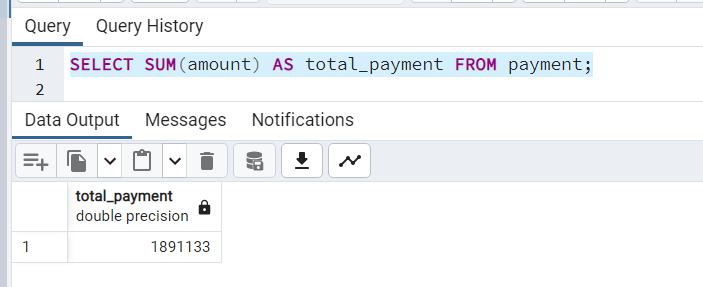 Query Query History
1 SELECT SUM(amount) AS total_payment FROM payment;
2
Data Output Messages Notifications
total_payment
double precision
1 1891133